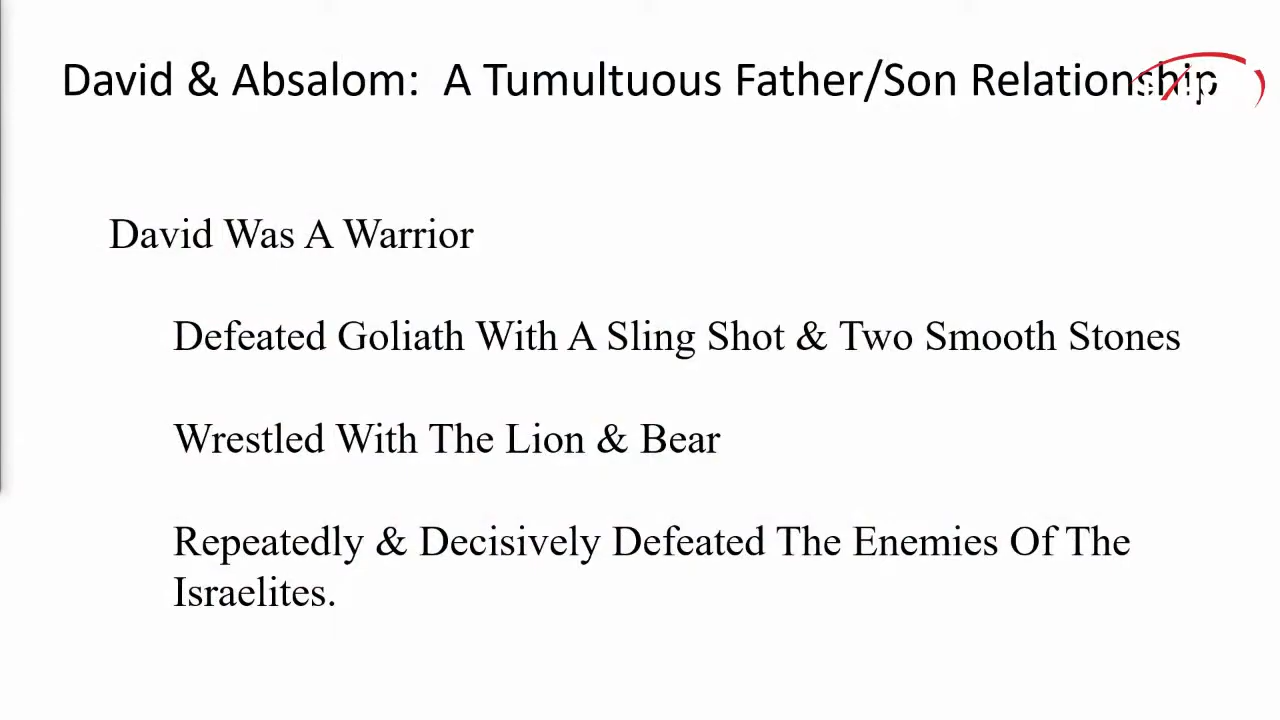 David & Absalom:  A Tumultuous Father/Son Relationship
David Was A Warrior
Defeated Goliath With A Sling Shot & Two Smooth Stones
Wrestled With The Lion & Bear
Repeatedly & Decisively Defeated The Enemies Of The
Israelites.